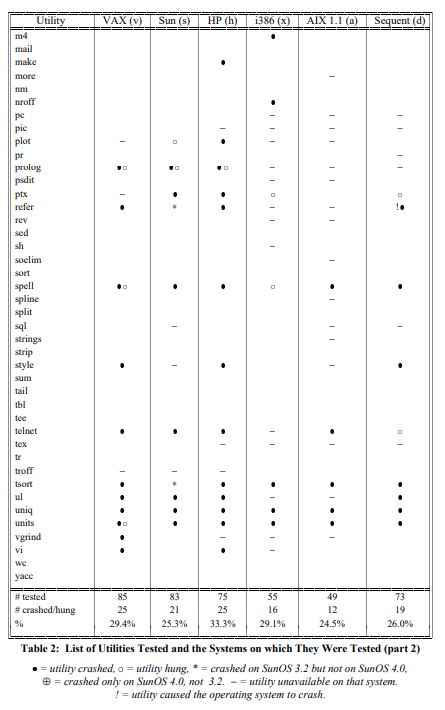 Utility VAX (v) Sun (s) HP (h) i386 (x) AIX 1.1 (a) Sequent (d)
m4 ●
mail
make ●
more –
nm
nroff ●
pc – – –
pic – – – –
plot – ○ ● – –
pr –
prolog ●○ ●○ ●○ – – –
psdit – –
ptx – ● ● ○ ○
refer ● * ● – – !●
rev – –
sed
sh –
soelim –
sort
spell ●○ ● ● ○ ● ●
spline –
split
sql – – –
strings –
strip
style ● – ● – ●
sum
tail
tbl
tee
telnet ● ● ● – ● ○
tex – – – –
tr
troff – – –
tsort ● * ● ● ● ●
ul ● ● ● – – ●
uniq ● ● ● ● ● ●
units ●○ ● ● ● ● ●
vgrind ● – – –
vi ● ● –
wc
yacc
# tested 85 83 75 55 49 73
# crashed/hung 25 21 25 16 12 19
% 29.4% 25.3% 33.3% 29.1% 24.5% 26.0%
Table 2: List of Utilities Tested and the Systems on which They Were Tested (part 2)
● = utility crashed, ○ = utility hung, * = crashed on SunOS 3.2 but not on SunOS 4.0,
⊕ = crashed only on SunOS 4.0, not 3.2. – = utility unavailable on that system.
! = utility caused the operating system to crash.